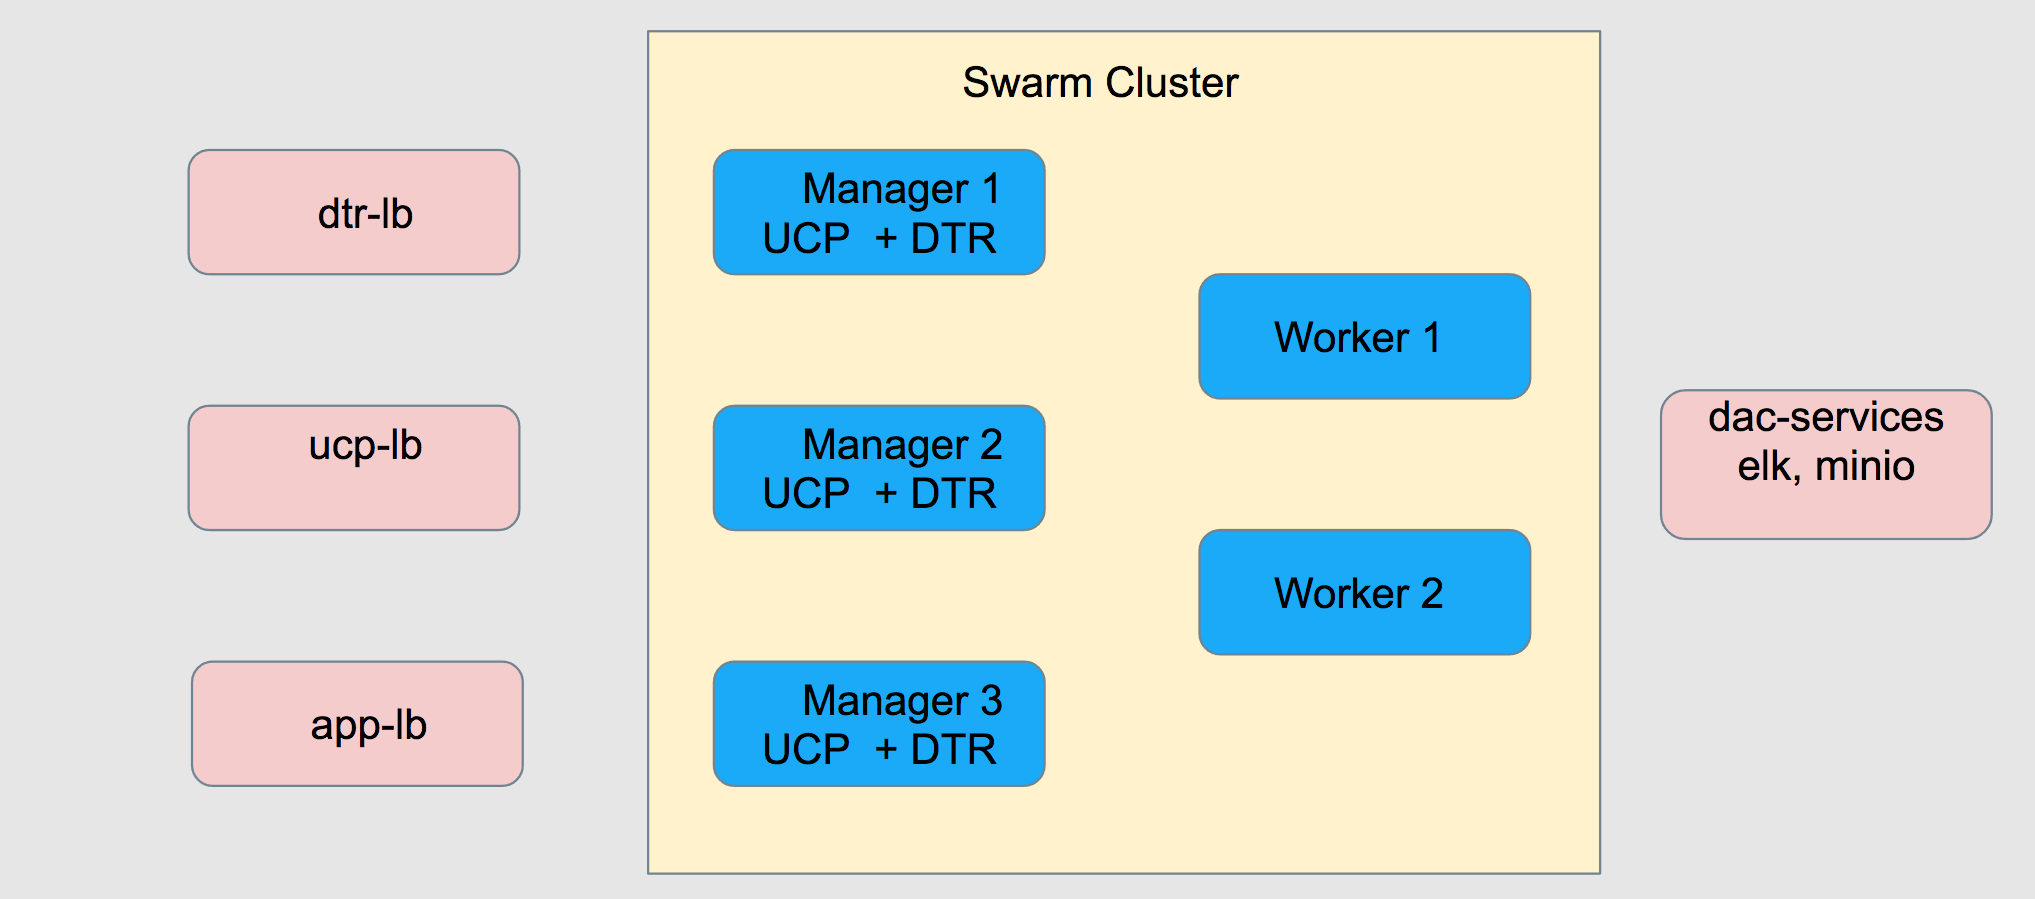 Swarm Cluster
dtr-lb
Manager 1
UCP  + DTR
Worker 1
ucp-lb
Manager 2
UCP  + DTR
dac-services
elk, minio
Worker 2
app-lb
Manager 3
UCP  + DTR